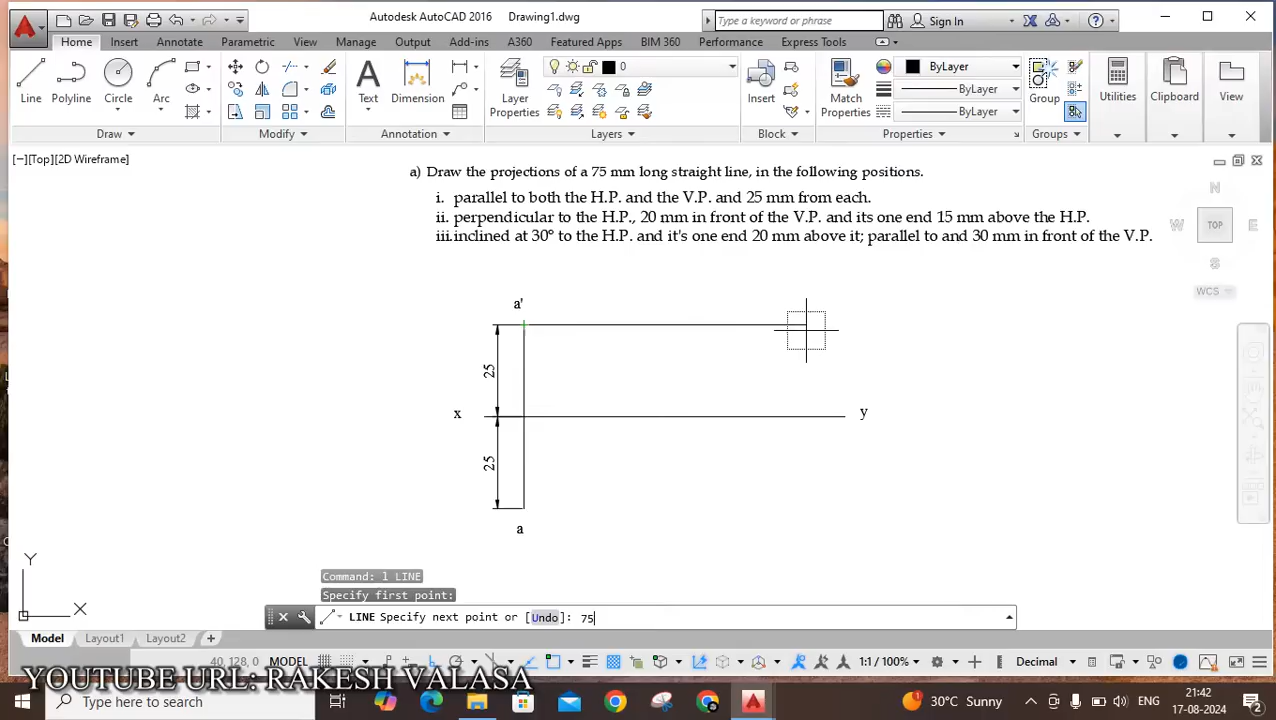 Autodesk AutoCAD 2016 Drawing1.dwg
Type a keyword or phrase
Sign In
Home Insert Annotate Parametric View Manage Output Add-ins A360 Featured Apps BIM 360 Performance Express Tools
0
ByLayer
Line Polyline Circle Arc
Text Dimension
Layer Properties
Insert
Match Properties
ByLayer
Group
Utilities Clipboard View
ByLayer
Draw Modify Annotation Layers Block Properties Groups
[−][Top][2D Wireframe]
a) Draw the projections of a 75 mm long straight line, in the following positions.
i. parallel to both the H.P. and the V.P. and 25 mm from each.
ii. perpendicular to the H.P., 20 mm in front of the V.P. and its one end 15 mm above the H.P.
iii.inclined at 30° to the H.P. and it's one end 20 mm above it; parallel to and 30 mm in front of the V.P.
N
W TOP E
S
WCS
a'
25
x y
25
a
Y
X
Command: l LINE
Specify first point:
LINE Specify next point or [Undo]: 75
Model Layout1 Layout2 +
40, 128, 0 MODEL 1:1 / 100% Decimal
YOUTUBE URL: RAKESH VALASA
Type here to search
30°C Sunny
ENG
21:42
17-08-2024